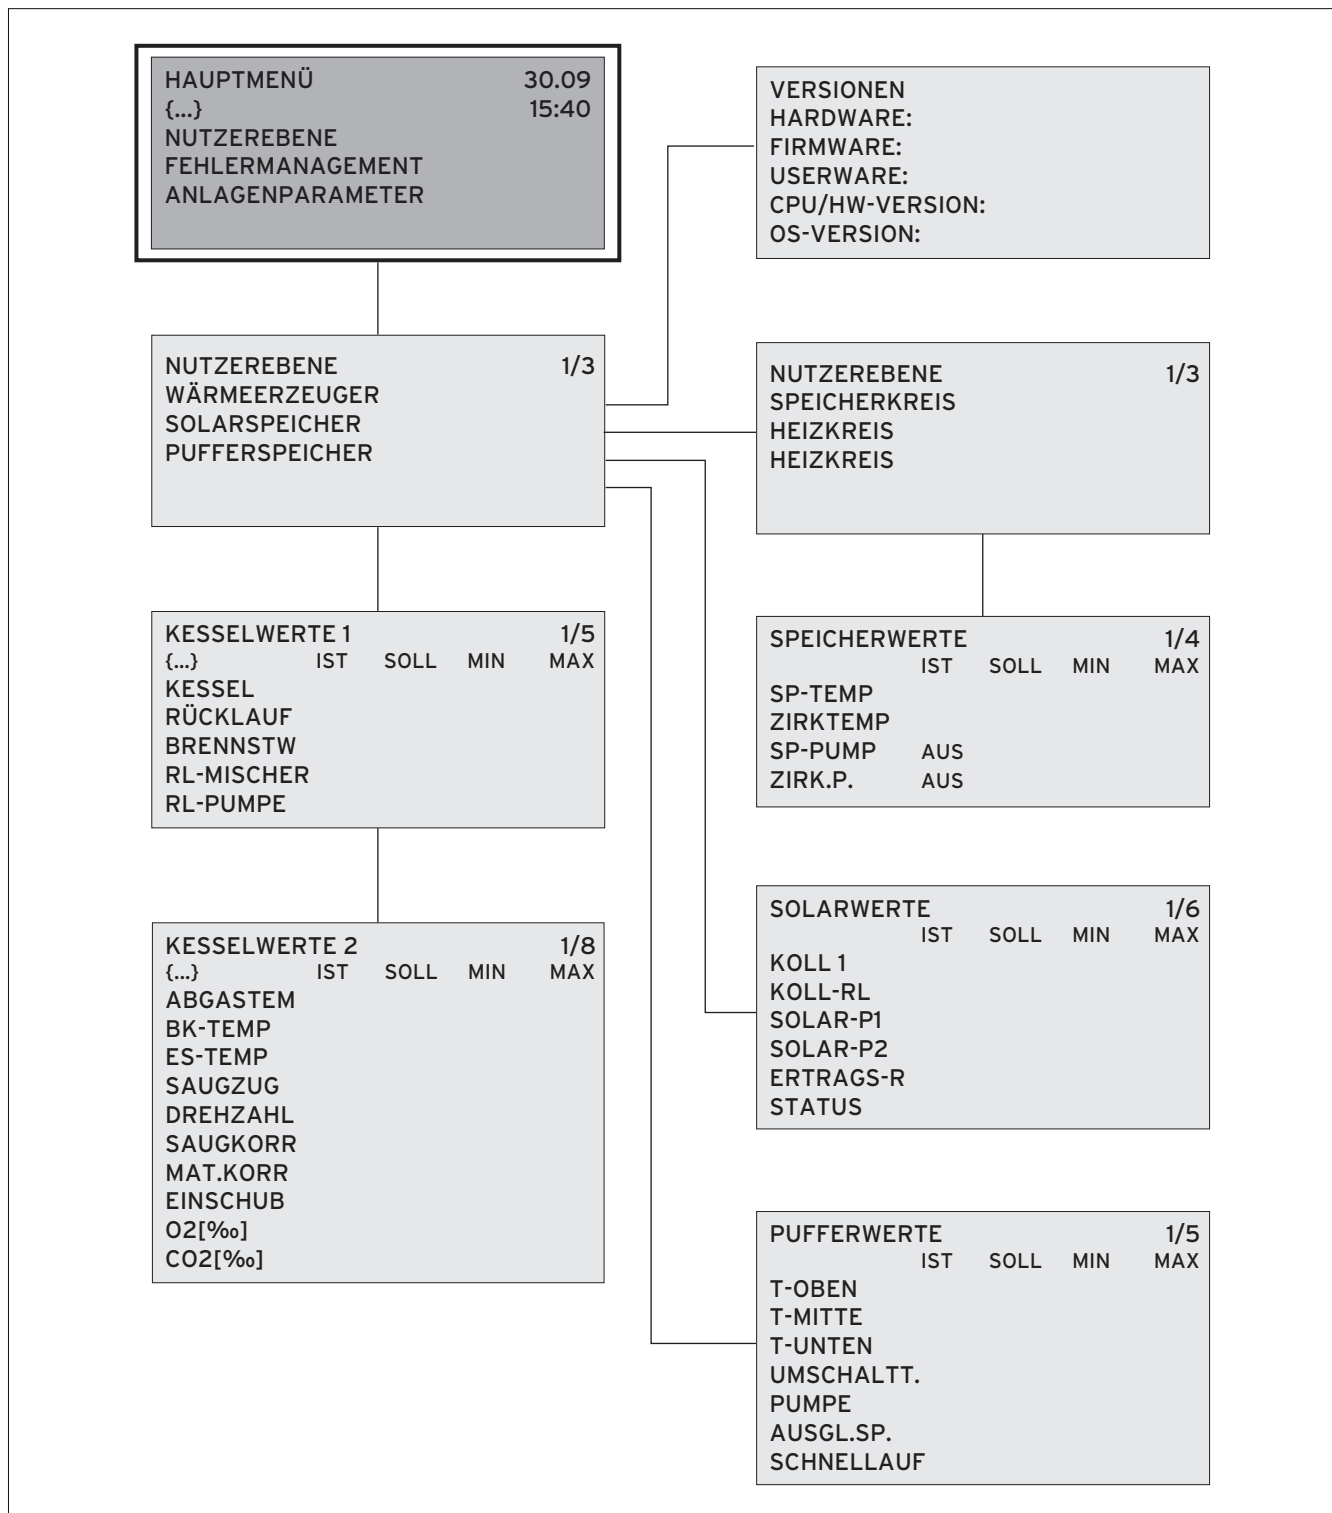 HAUPTMENÜ 30.09
{...} 15:40
NUTZEREBENE
FEHLERMANAGEMENT
ANLAGENPARAMETER
NUTZEREBENE 1/3
WÄRMEERZEUGER
SOLARSPEICHER
PUFFERSPEICHER
KESSELWERTE 1 1/5
{...} IST SOLL MIN MAX
KESSEL
RÜCKLAUF
BRENNSTW
RL-MISCHER
RL-PUMPE
KESSELWERTE 2 1/8
{...} IST SOLL MIN MAX
ABGASTEM
BK-TEMP
ES-TEMP
SAUGZUG
DREHZAHL
SAUGKORR
MAT.KORR
EINSCHUB
O2[‰]
CO2[‰]
VERSIONEN
HARDWARE:
FIRMWARE:
USERWARE:
CPU/HW-VERSION:
OS-VERSION:
NUTZEREBENE 1/3
SPEICHERKREIS
HEIZKREIS
HEIZKREIS
SPEICHERWERTE 1/4
IST SOLL MIN MAX
SP-TEMP
ZIRKTEMP
SP-PUMP AUS
ZIRK.P. AUS
SOLARWERTE 1/6
IST SOLL MIN MAX
KOLL 1
KOLL-RL
SOLAR-P1
SOLAR-P2
ERTRAGS-R
STATUS
PUFFERWERTE 1/5
IST SOLL MIN MAX
T-OBEN
T-MITTE
T-UNTEN
UMSCHALTT.
PUMPE
AUSGL.SP.
SCHNELLAUF